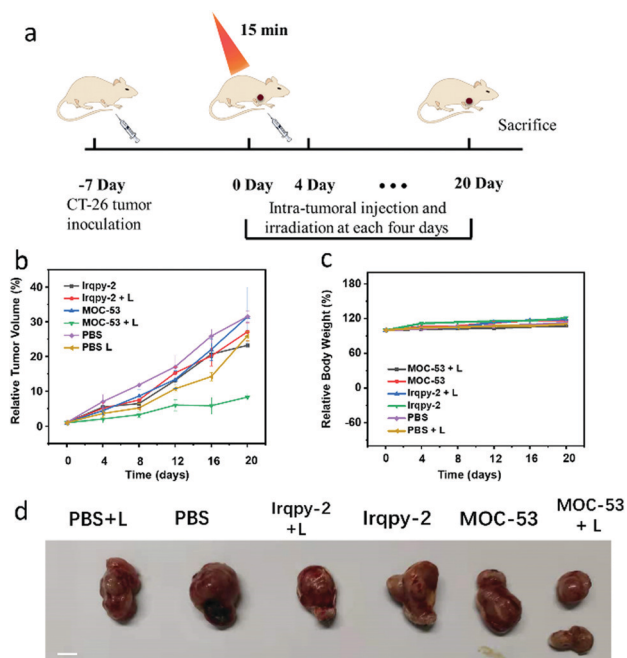 a
15 min
Sacrifice
-7 Day
0 Day
4 Day
•••
20 Day
CT-26 tumor
inoculation
Intra-tumoral injection and
irradiation at each four days
b
Relative Tumor Volume (%)
40
30
20
10
0
Irqpy-2
Irqpy-2 + L
MOC-53
MOC-53 + L
PBS
PBS L
0 4 8 12 16 20
Time (days)
c
Relative Body Weight (%)
180
120
60
0
-60
MOC-53 + L
MOC-53
Irqpy-2 + L
Irqpy-2
PBS
PBS + L
0 4 8 12 16 20
Time (days)
d
PBS+L
PBS
Irqpy-2
+L
Irqpy-2
MOC-53
MOC-53
+ L